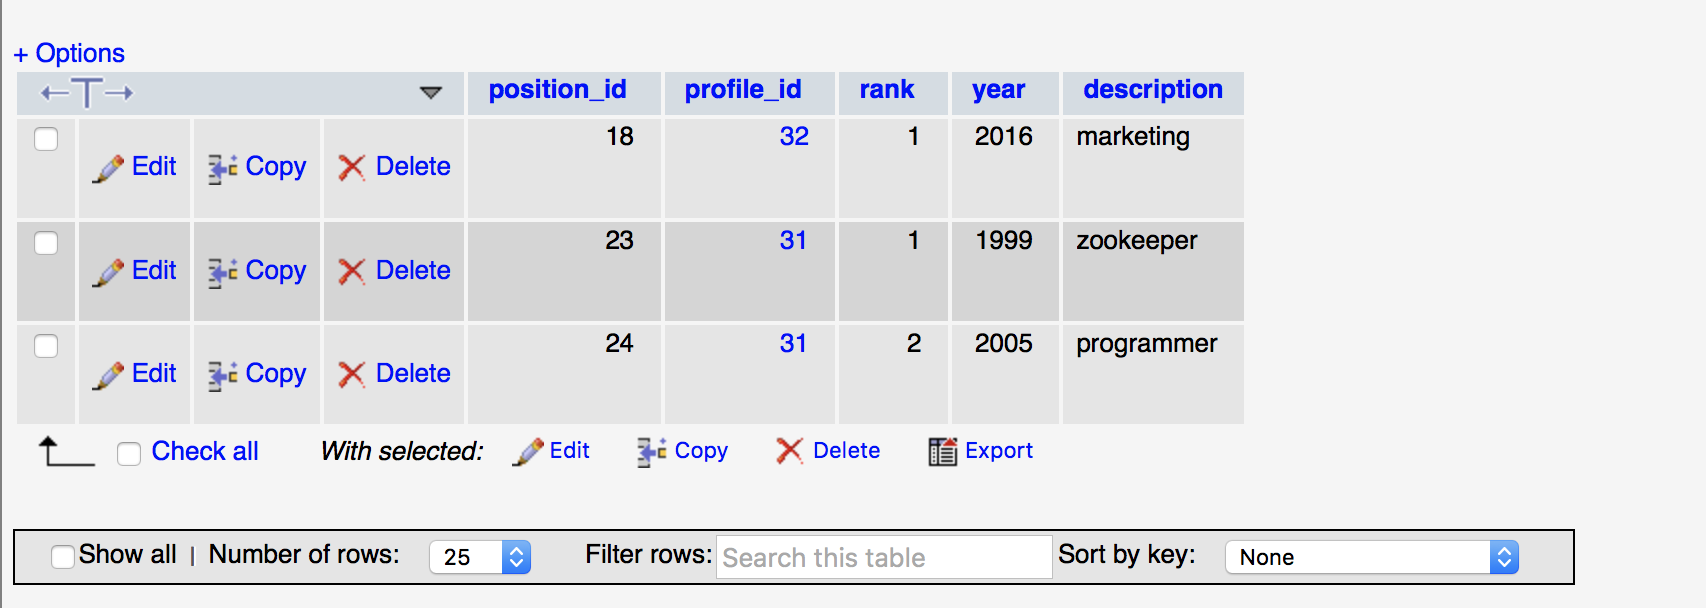 + Options
position_id profile_id rank year description
Edit Copy Delete 18 32 1 2016 marketing
Edit Copy Delete 23 31 1 1999 zookeeper
Edit Copy Delete 24 31 2 2005 programmer
Check all With selected: Edit Copy Delete Export
Show all | Number of rows: 25 Filter rows: Search this table Sort by key: None